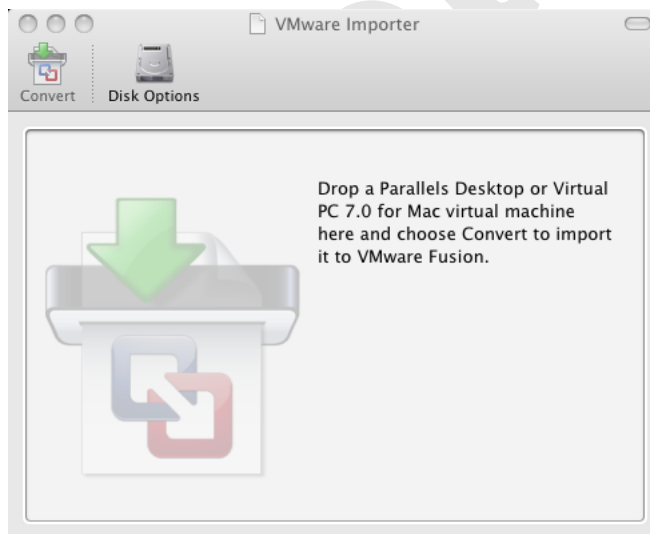 VMware Importer
Convert
Disk Options
Drop a Parallels Desktop or Virtual
PC 7.0 for Mac virtual machine
here and choose Convert to import
it to VMware Fusion.